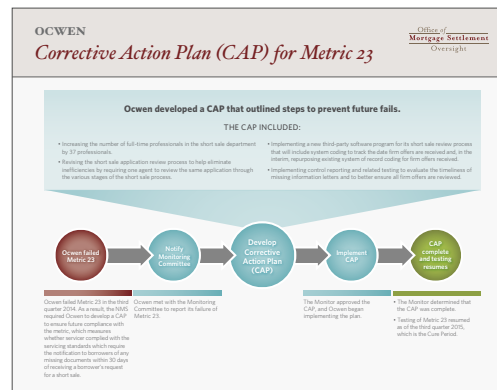 OCWEN
Corrective Action Plan (CAP) for Metric 23
Office of
Mortgage Settlement
Oversight
Ocwen developed a CAP that outlined steps to prevent future fails.
THE CAP INCLUDED:
• Increasing the number of full-time professionals in the short sale department
by 37 professionals.
• Revising the short sale application review process to help eliminate
inefficiencies by requiring one agent to review the same application through
the various stages of the short sale process.
• Implementing a new third-party software program for its short sale review process
that will include system coding to track the date firm offers are received and, in the
interim, repurposing existing system of record coding for firm offers received.
• Implementing control reporting and related testing to evaluate the timeliness of
missing information letters and to better ensure all firm offers are reviewed.
Ocwen failed
Metric 23
Notify
Monitoring
Committee
Develop
Corrective
Action Plan
(CAP)
Implement
CAP
CAP
complete
and testing
resumes
Ocwen failed Metric 23 in the third
quarter 2014. As a result, the NMS
required Ocwen to develop a CAP
to ensure future compliance with
the metric, which measures
whether servicer complied with the
servicing standards which require
the notification to borrowers of any
missing documents within 30 days
of receiving a borrower's request
for a short sale.
Ocwen met with the Monitoring
Committee to report its failure of
Metric 23.
The Monitor approved the
CAP, and Ocwen began
implementing the plan.
• The Monitor determined that
the CAP was complete.
• Testing of Metric 23 resumed
as of the third quarter 2015,
which is the Cure Period.